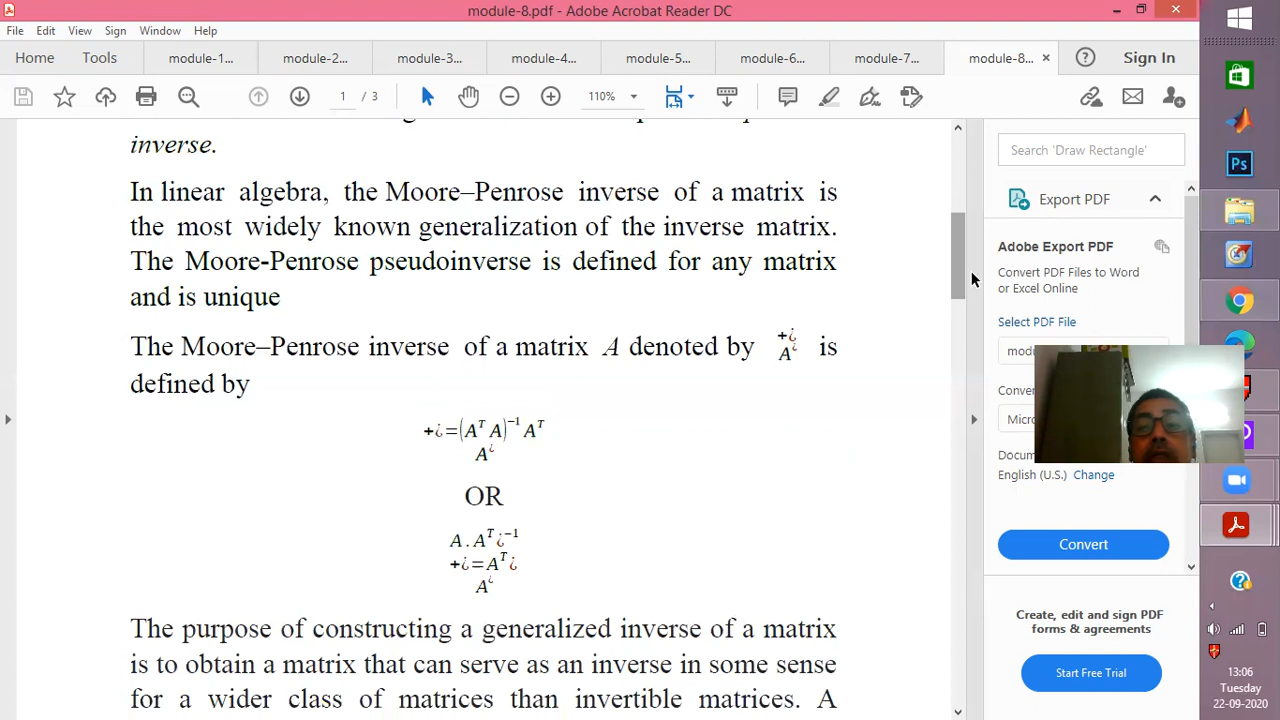 module-8.pdf - Adobe Acrobat Reader DC
File Edit View Sign Window Help
Home Tools module-1... module-2... module-3... module-4... module-5... module-6... module-7... module-8... × ? Sign In
1 / 3 110%
inverse.
In linear algebra, the Moore–Penrose inverse of a matrix is
the most widely known generalization of the inverse matrix.
The Moore-Penrose pseudoinverse is defined for any matrix
and is unique
The Moore–Penrose inverse of a matrix A denoted by +¿ A^¿ is
defined by
+¿=(A^T A)^−1 A^T
A^¿
OR
A . A^T ¿^−1
+¿=A^T ¿
A^¿
The purpose of constructing a generalized inverse of a matrix
is to obtain a matrix that can serve as an inverse in some sense
for a wider class of matrices than invertible matrices. A
Search 'Draw Rectangle'
Export PDF
Adobe Export PDF
Convert PDF Files to Word
or Excel Online
Select PDF File
modu
Conver
Micro
Docum
English (U.S.) Change
Convert
Create, edit and sign PDF
forms & agreements
Start Free Trial
Ps
13:06
Tuesday
22-09-2020